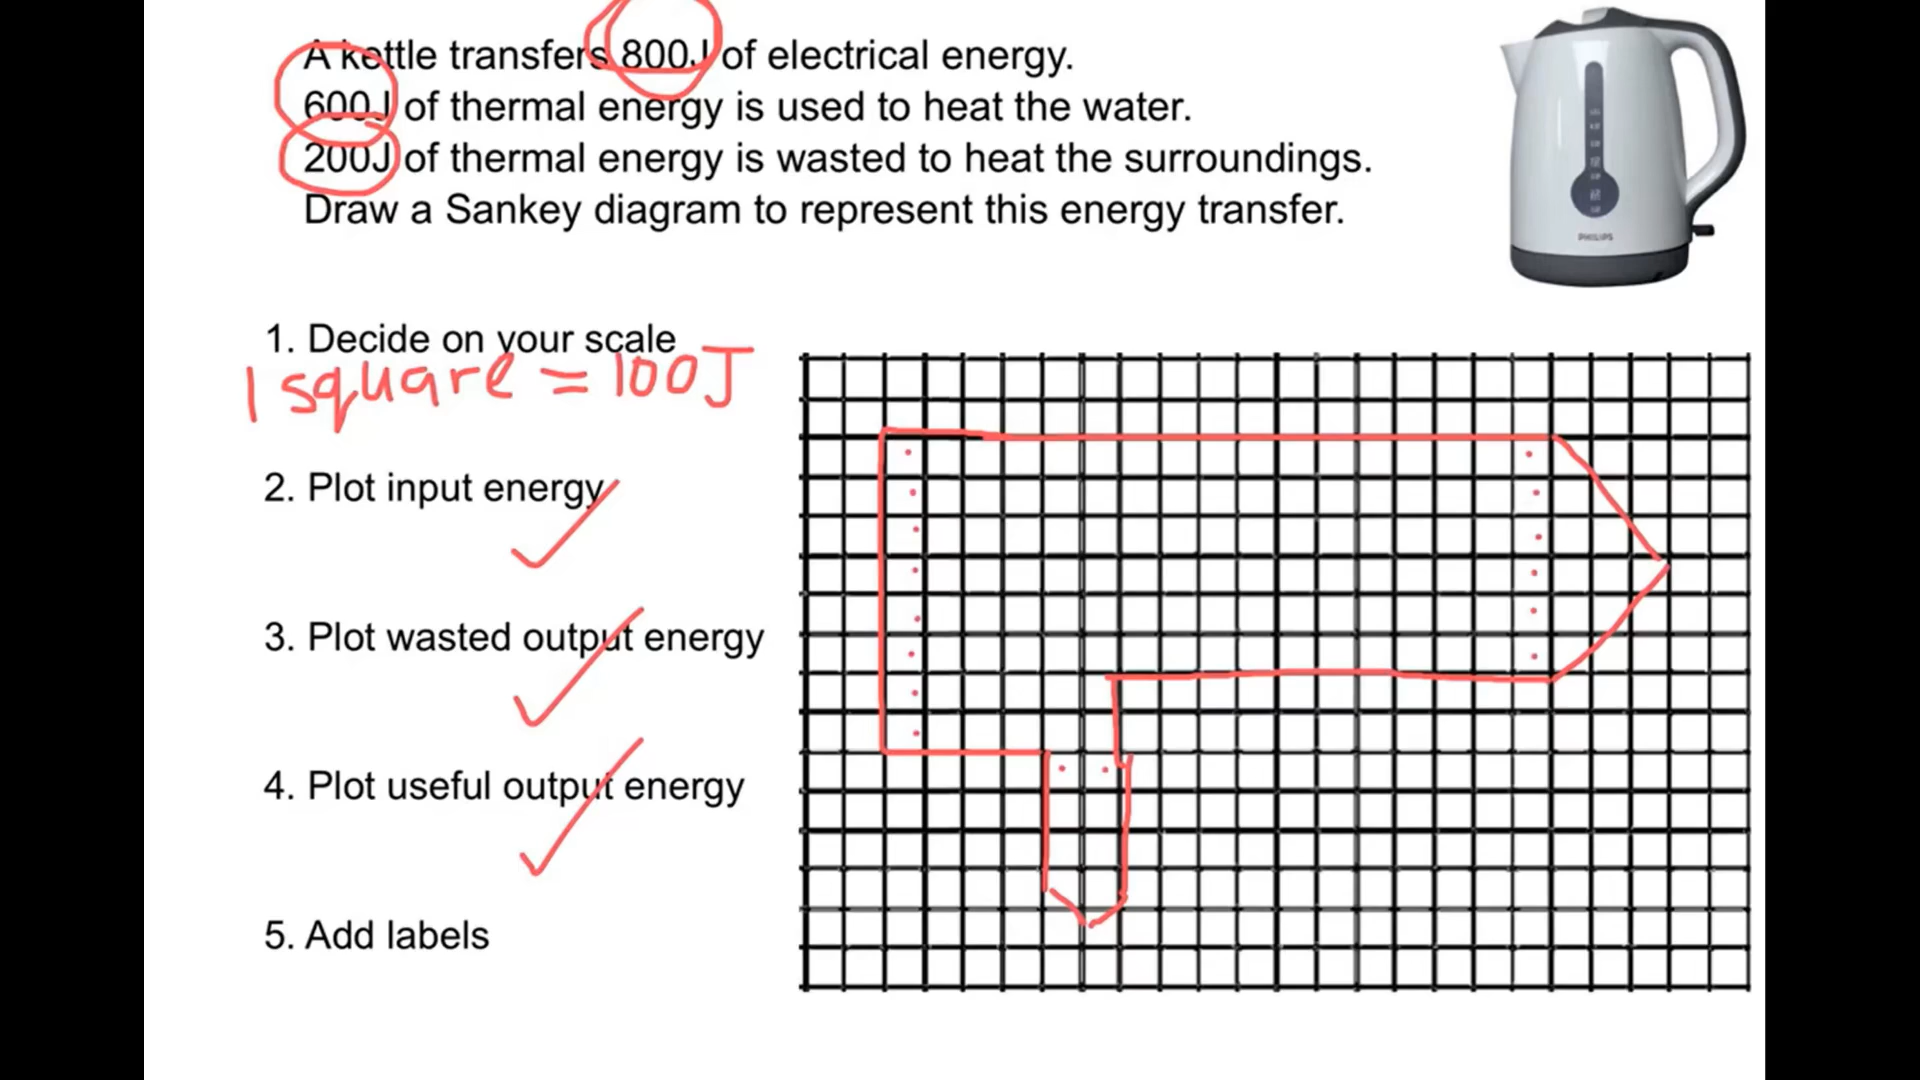 A kettle transfers 800J of electrical energy.
600J of thermal energy is used to heat the water.
200J of thermal energy is wasted to heat the surroundings.
Draw a Sankey diagram to represent this energy transfer.
PHILIPS
1. Decide on your scale
1 square = 100J
2. Plot input energy
3. Plot wasted output energy
4. Plot useful output energy
5. Add labels